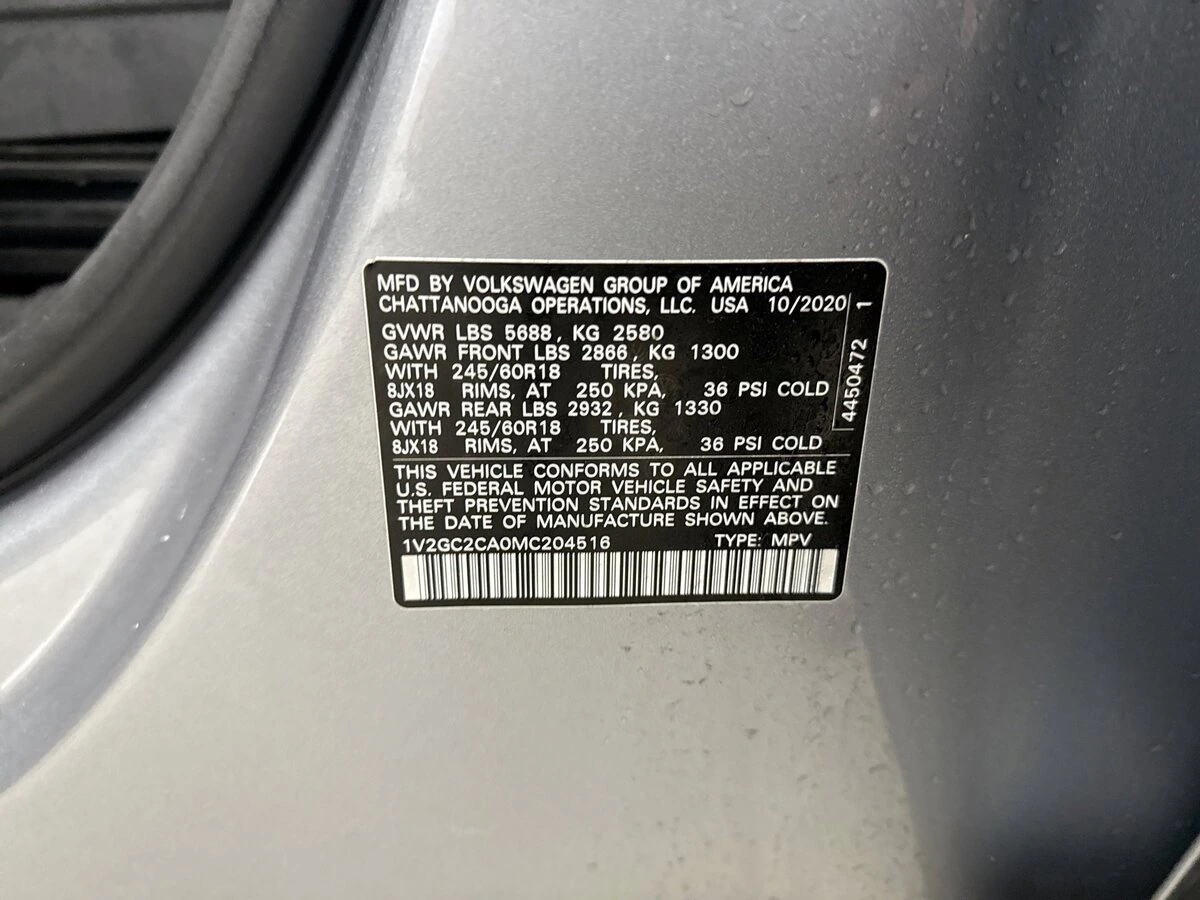 MFD BY VOLKSWAGEN GROUP OF AMERICA
CHATTANOOGA OPERATIONS, LLC. USA 10/2020
GVWR LBS 5688, KG 2580
GAWR FRONT LBS 2866, KG 1300
WITH 245/60R18 TIRES,
8JX18 RIMS, AT 250 KPA, 36 PSI COLD
GAWR REAR LBS 2932, KG 1330
WITH 245/60R18 TIRES,
8JX18 RIMS, AT 250 KPA, 36 PSI COLD
4450472 1
THIS VEHICLE CONFORMS TO ALL APPLICABLE
U.S. FEDERAL MOTOR VEHICLE SAFETY AND
THEFT PREVENTION STANDARDS IN EFFECT ON
THE DATE OF MANUFACTURE SHOWN ABOVE.
1V2GC2CA0MC204516 TYPE: MPV